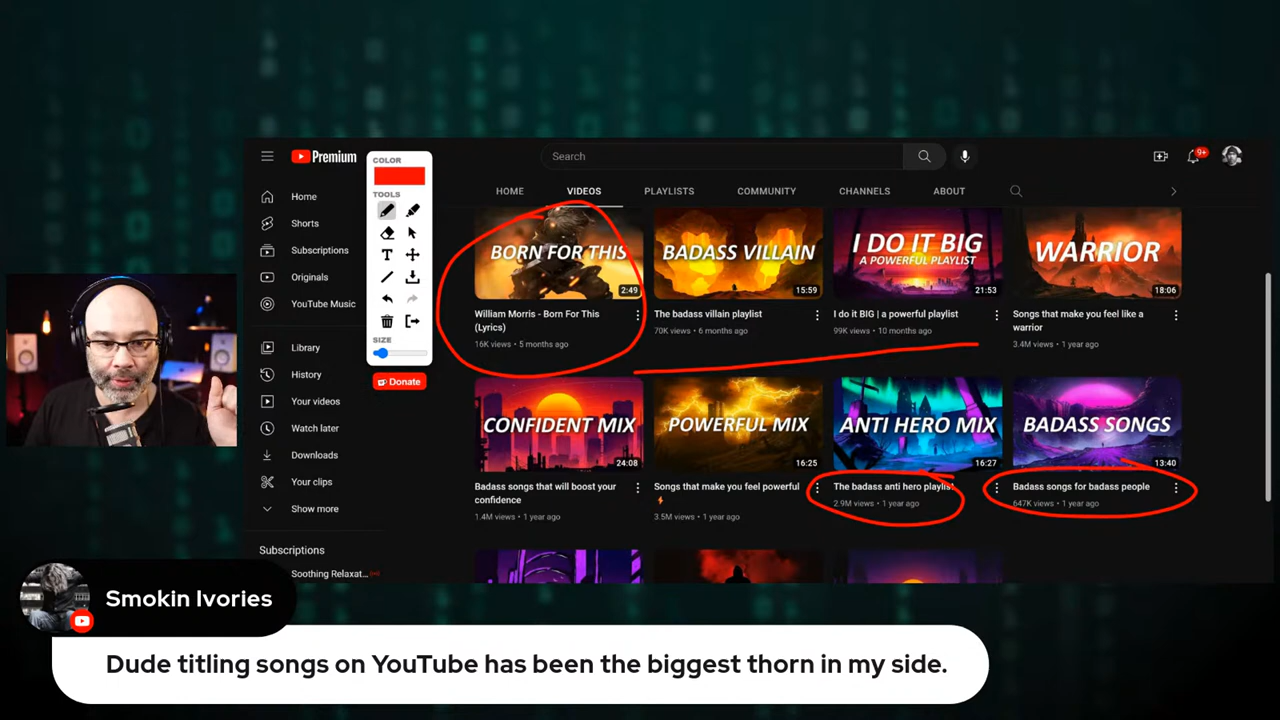 Premium
COLOR
Search
9+
TOOLS
HOME
VIDEOS
PLAYLISTS
COMMUNITY
CHANNELS
ABOUT
Home
Shorts
Subscriptions
Originals
YouTube Music
Library
History
Your videos
Watch later
Downloads
Your clips
Show more
Subscriptions
Soothing Relaxat...
T
SIZE
Donate
BORN FOR THIS
2:49
BADASS VILLAIN
15:59
I DO IT BIG
A POWERFUL PLAYLIST
21:53
WARRIOR
18:06
William Morris - Born For This
(Lyrics)
16K views • 5 months ago
The badass villain playlist
70K views • 6 months ago
I do it BIG | a powerful playlist
99K views • 10 months ago
Songs that make you feel like a
warrior
3.4M views • 1 year ago
CONFIDENT MIX
24:08
POWERFUL MIX
16:25
ANTI HERO MIX
16:27
BADASS SONGS
13:40
Badass songs that will boost your
confidence
1.4M views • 1 year ago
Songs that make you feel powerful
⚡
3.5M views • 1 year ago
The badass anti hero playlist
2.9M views • 1 year ago
Badass songs for badass people
647K views • 1 year ago
Smokin Ivories
Dude titling songs on YouTube has been the biggest thorn in my side.